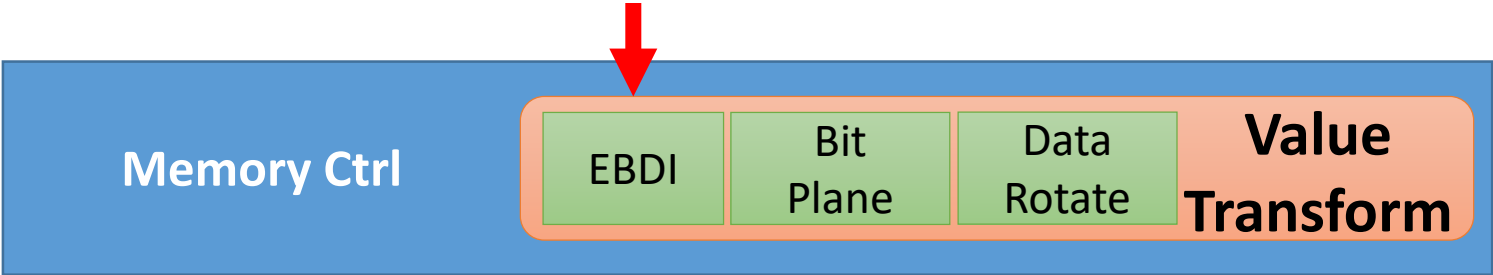 Memory Ctrl
EBDI
Bit
Plane
Data
Rotate
Value
Transform